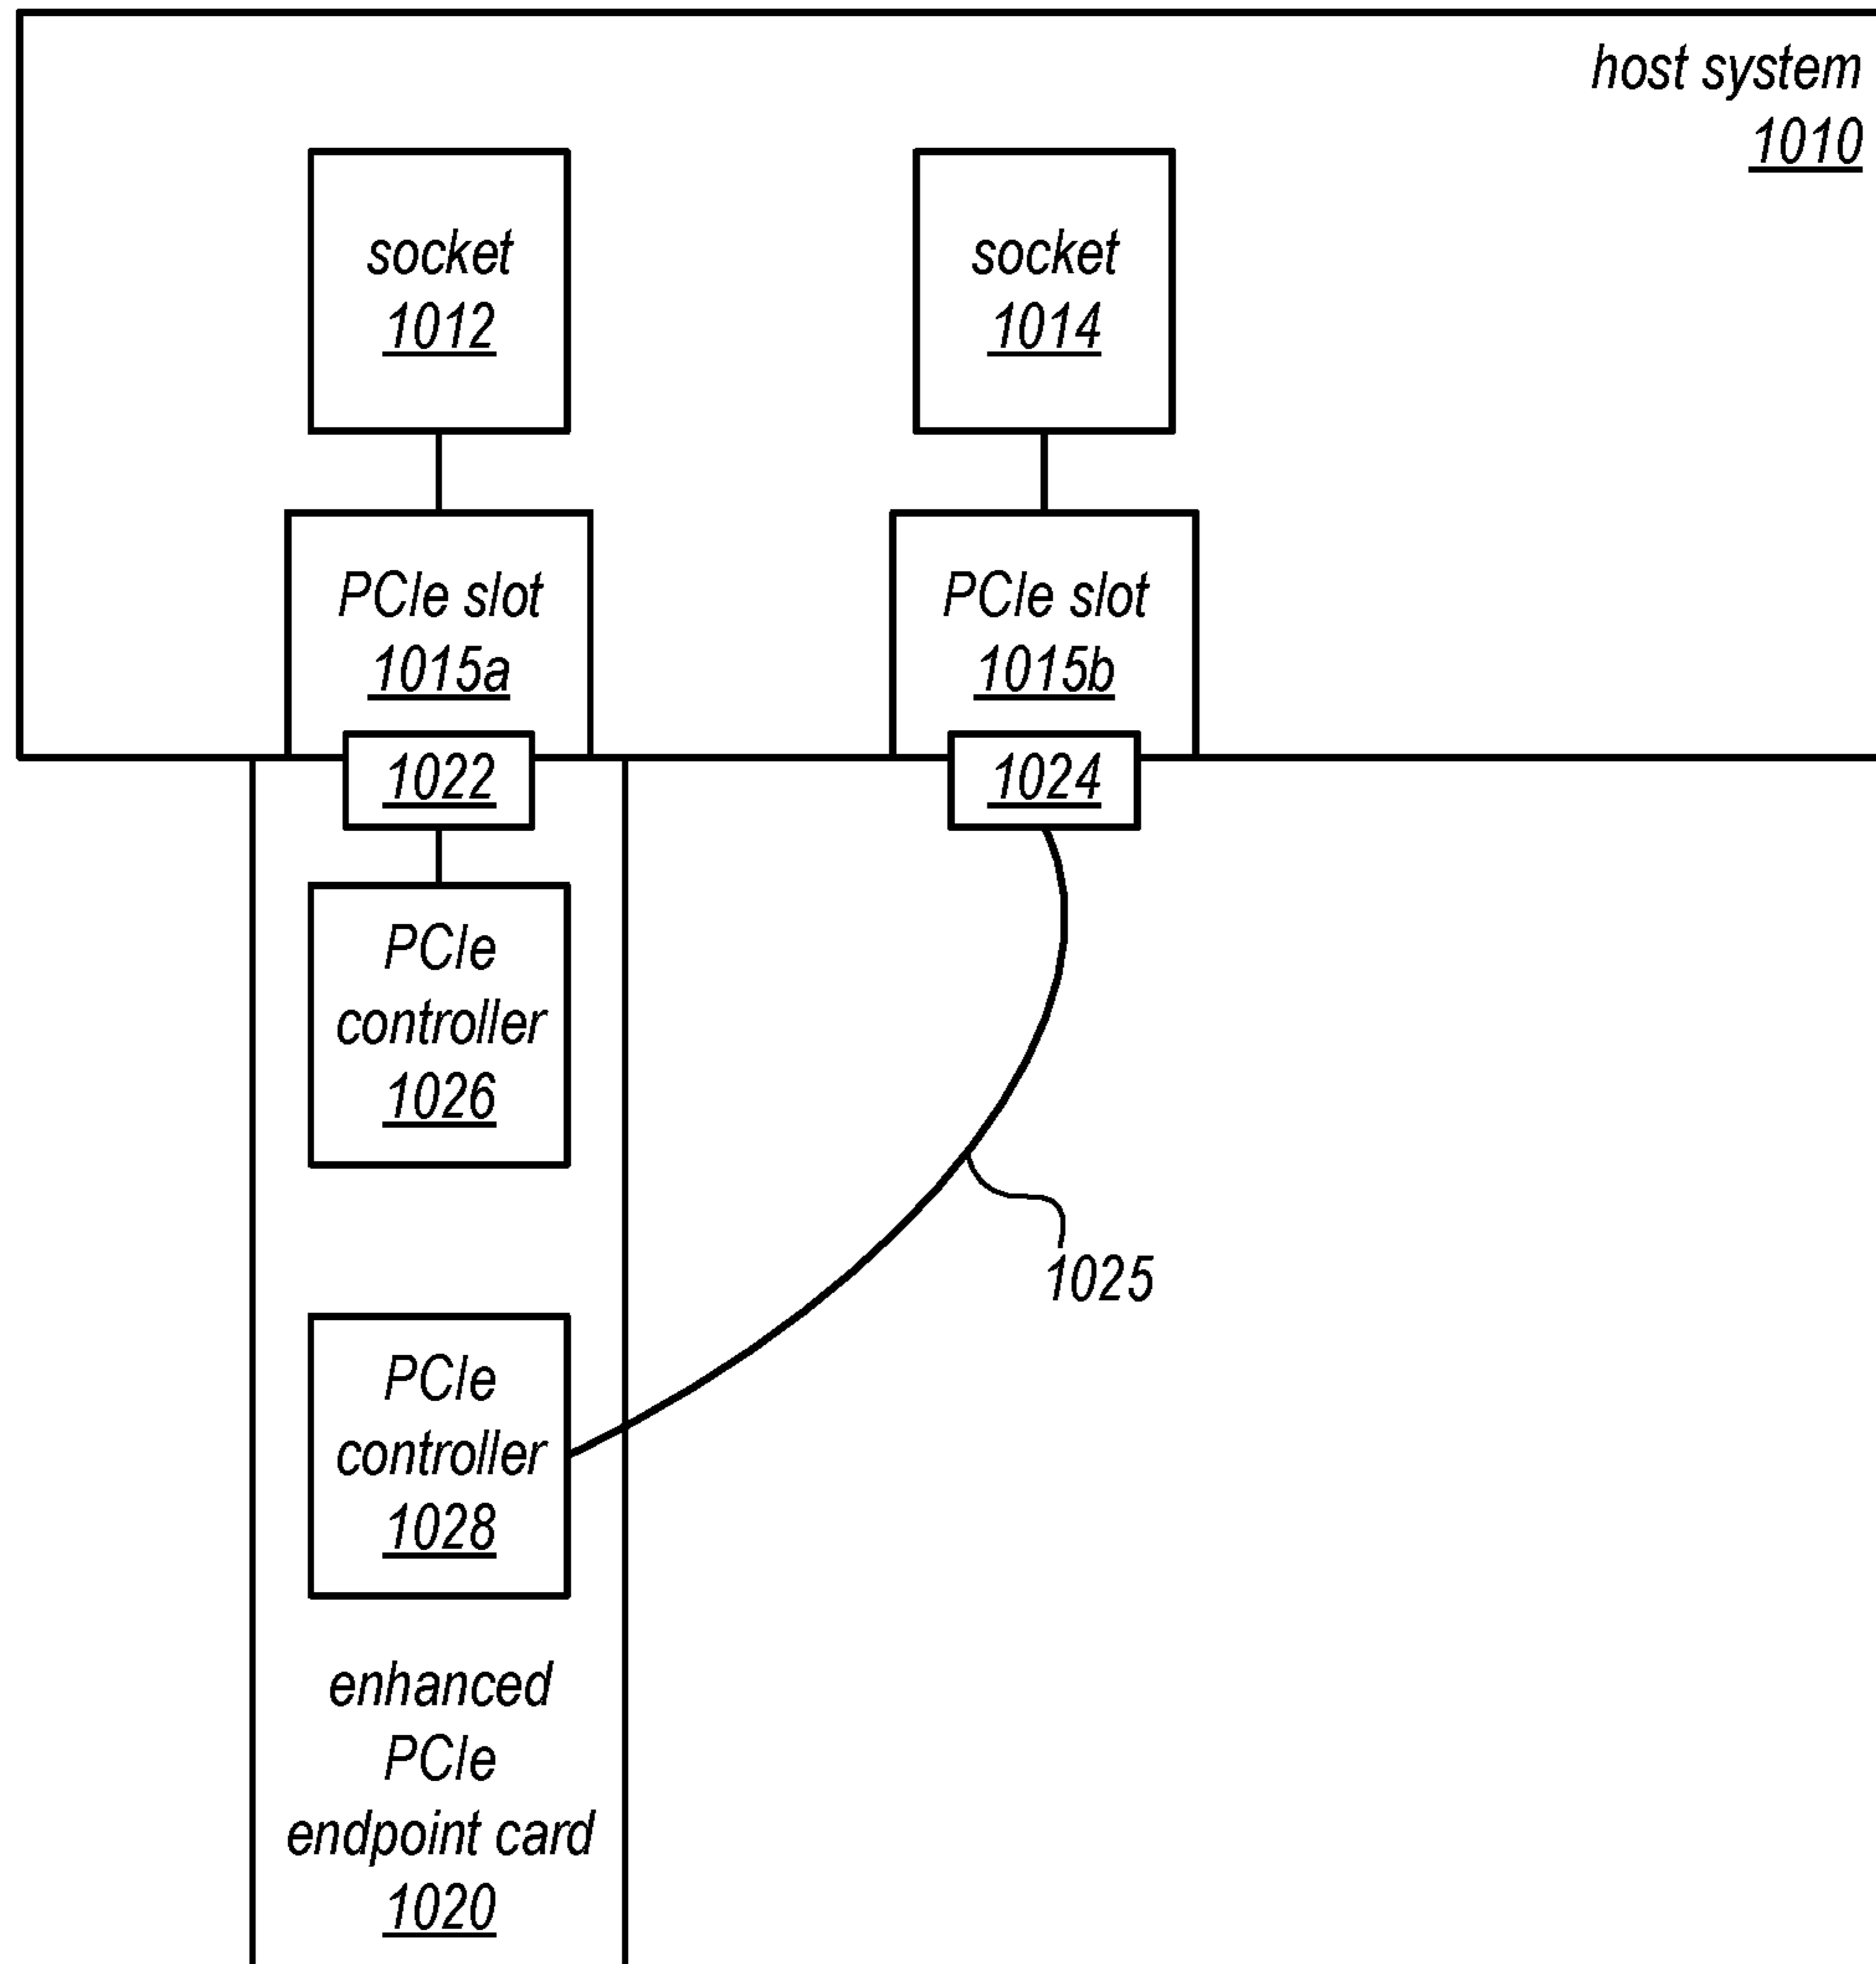 host system
1010
socket
1012
socket
1014
PCIe slot
1015a
PCIe slot
1015b
1022
1024
PCIe
controller
1026
1025
PCIe
controller
1028
enhanced
PCIe
endpoint card
1020